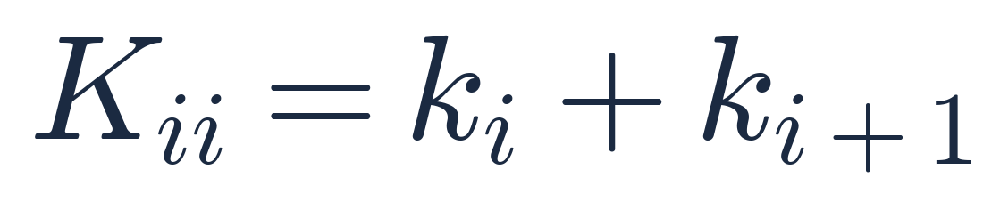 K_{ii} = k_i + k_{i+1}